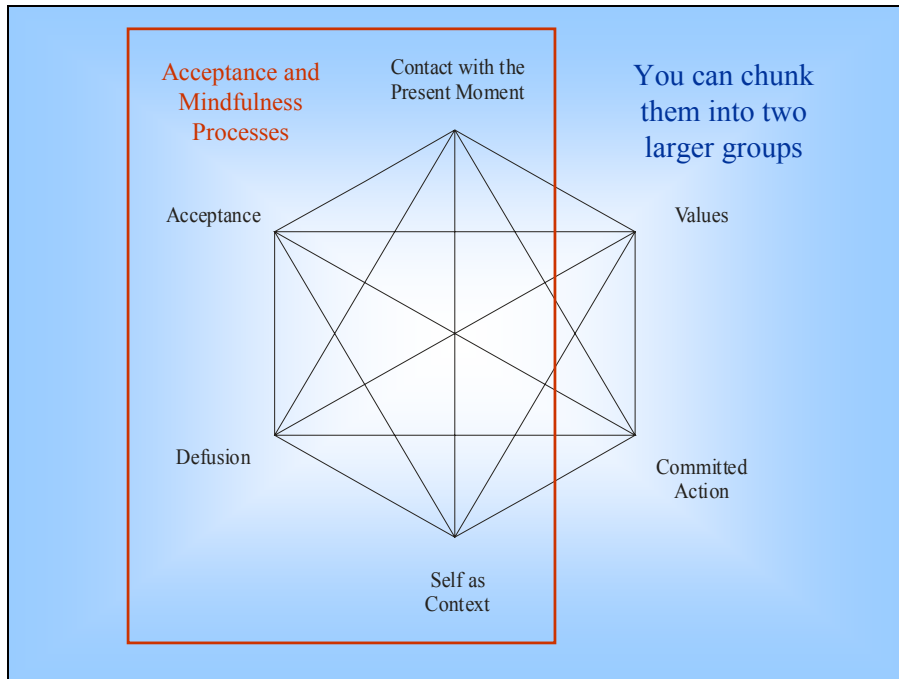 Acceptance and
Mindfulness
Processes
Contact with the
Present Moment
You can chunk
them into two
larger groups
Acceptance
Values
Defusion
Committed
Action
Self as
Context